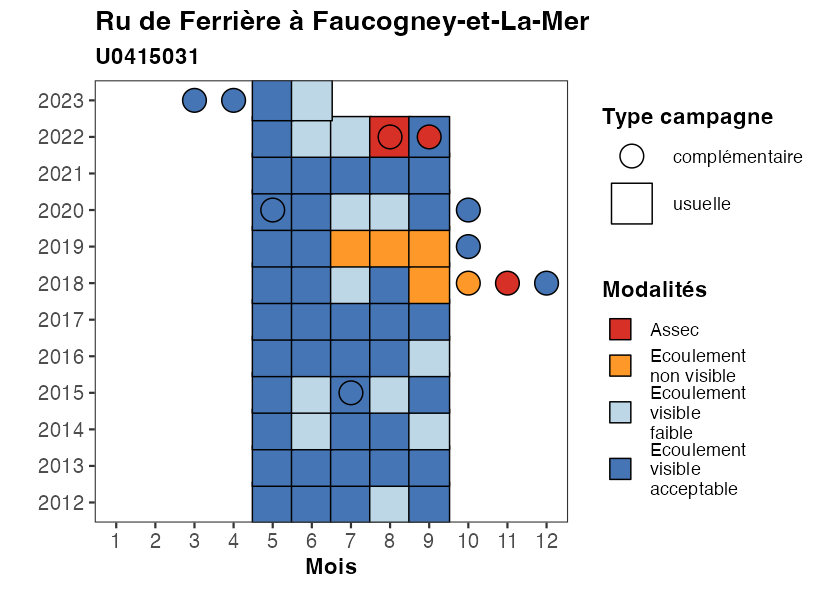 Ru de Ferrière à Faucogney-et-La-Mer
U0415031
2023
2022
2021
2020
2019
2018
2017
2016
2015
2014
2013
2012
1 2 3 4 5 6 7 8 9 10 11 12
Mois
Type campagne
complémentaire
usuelle
Modalités
Assec
Ecoulement
non visible
Ecoulement
visible
faible
Ecoulement
visible
acceptable